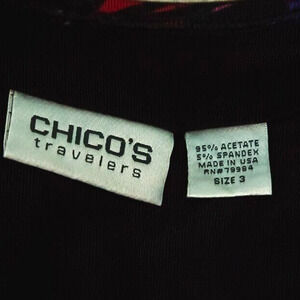 CHICO'S
travelers
95% ACETATE
5% SPANDEX
MADE IN USA
RN#79984
SIZE 3